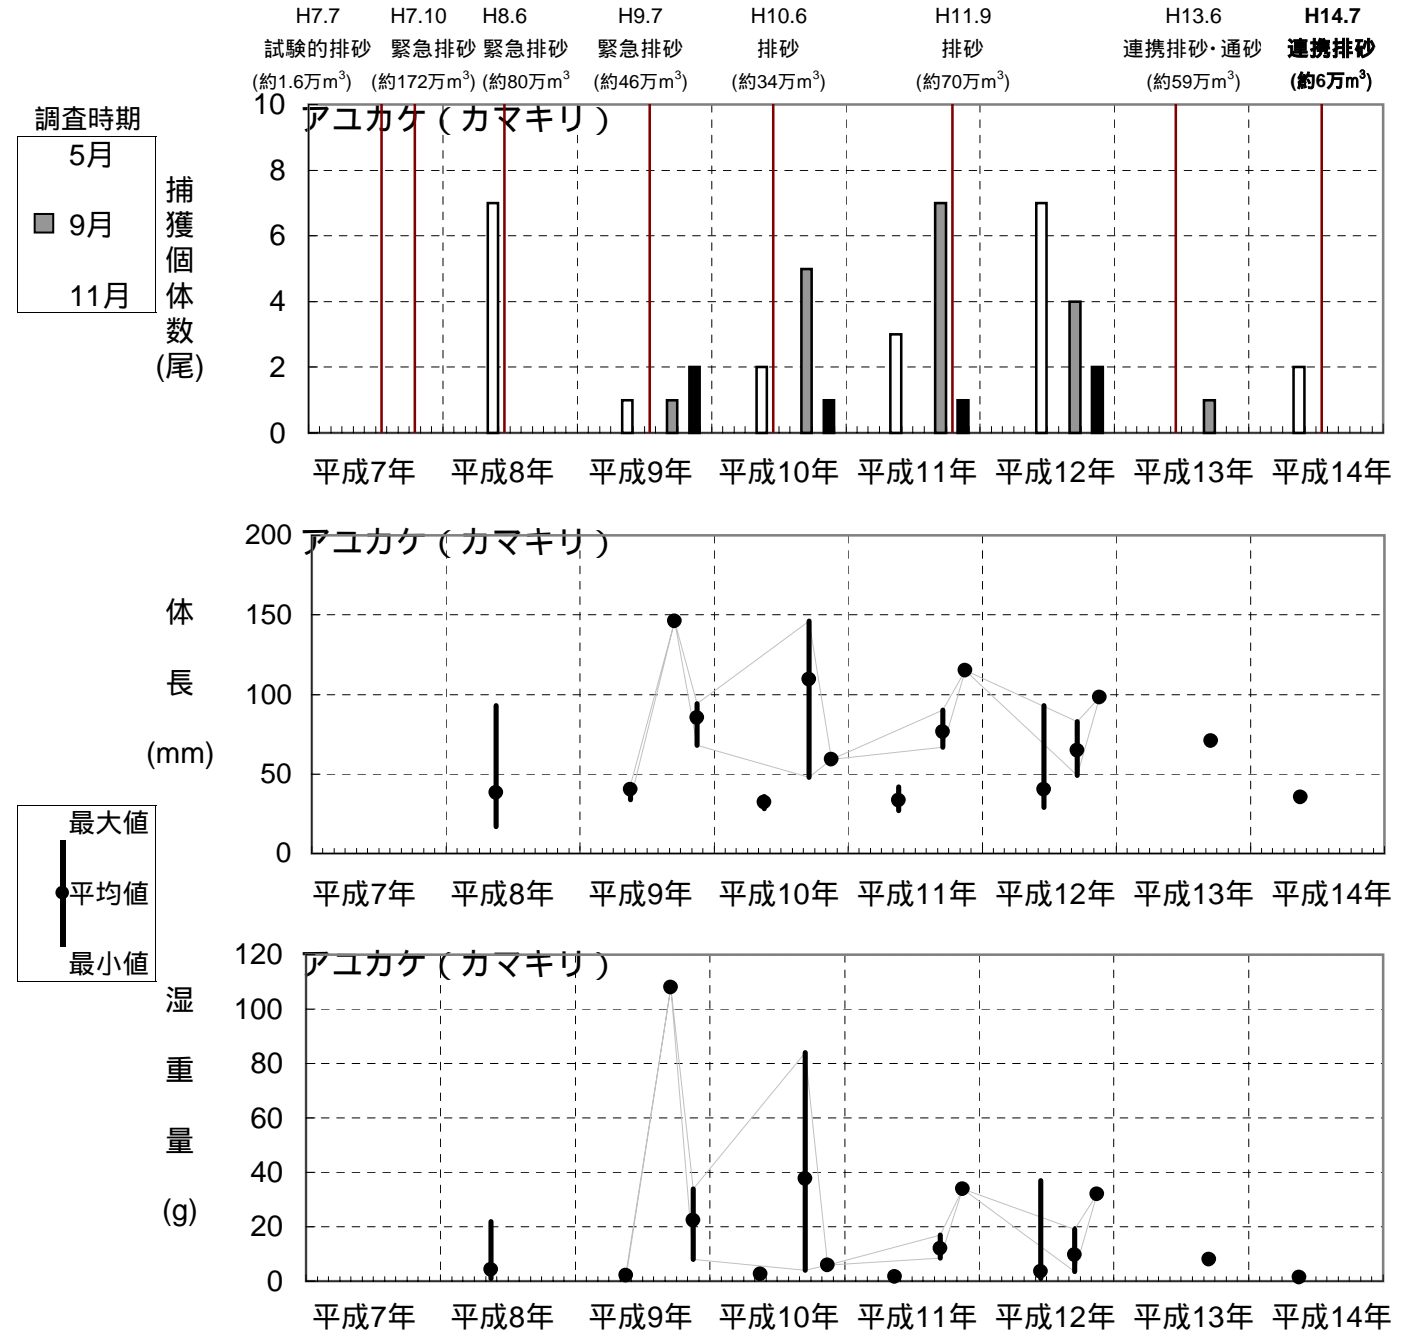 H7.7 H7.10 H8.6 H9.7 H10.6 H11.9 H13.6 H14.7
試験的排砂 緊急排砂 緊急排砂 緊急排砂 排砂 排砂 連携排砂・通砂 連携排砂
(約1.6万m³) (約172万m³) (約80万m³ (約46万m³) (約34万m³) (約70万m³) (約59万m³) (約6万m³)
調査時期
5月
9月
11月
捕獲個体数(尾)
アユカケ（カマキリ）
10
8
6
4
2
0
平成7年 平成8年 平成9年 平成10年 平成11年 平成12年 平成13年 平成14年
体長(mm)
アユカケ（カマキリ）
200
150
100
50
0
平成7年 平成8年 平成9年 平成10年 平成11年 平成12年 平成13年 平成14年
最大値
平均値
最小値
湿重量(g)
アユカケ（カマキリ）
120
100
80
60
40
20
0
平成7年 平成8年 平成9年 平成10年 平成11年 平成12年 平成13年 平成14年